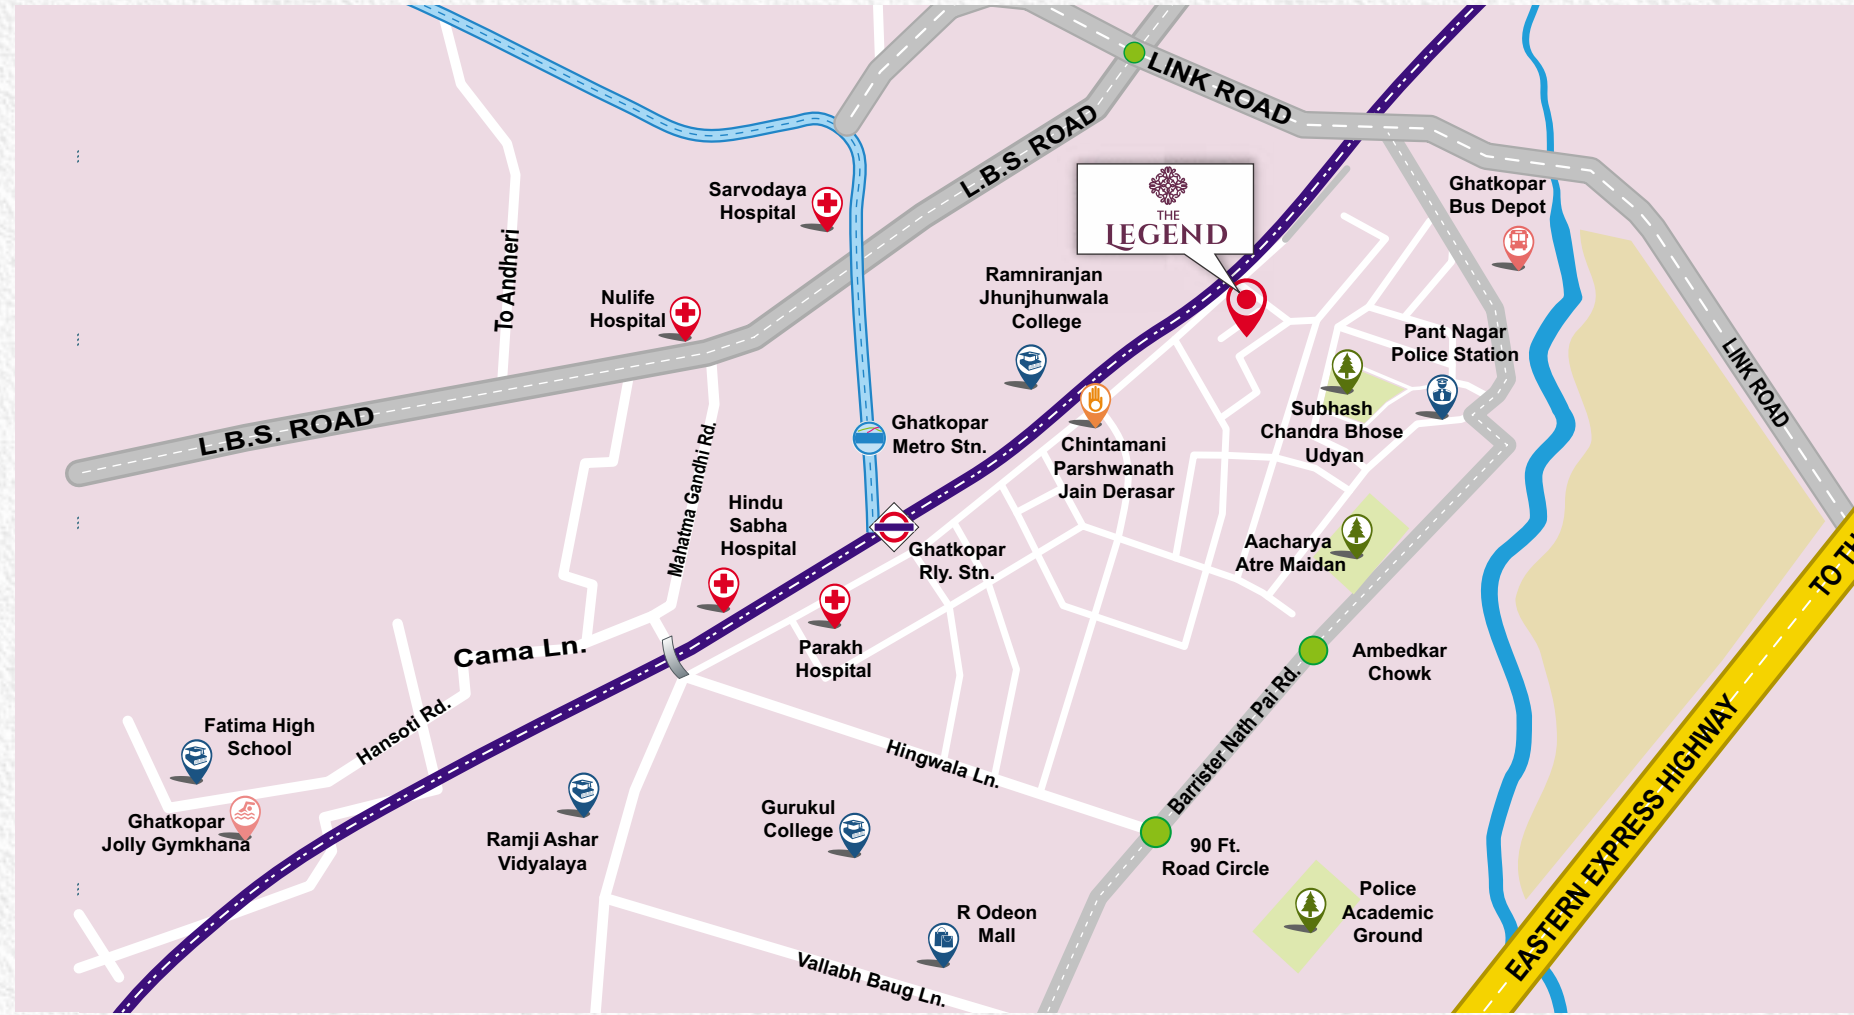 LINK ROAD
L.B.S. ROAD
Sarvodaya
Hospital
THE
LEGEND
Ghatkopar
Bus Depot
To Andheri
Nulife
Hospital
Ramniranjan
Jhunjhunwala
College
Pant Nagar
Police Station
LINK ROAD
L.B.S. ROAD
Ghatkopar
Metro Stn.
Subhash
Chandra Bhose
Udyan
Chintamani
Parshwanath
Jain Derasar
Mahatma Gandhi Rd.
Hindu
Sabha
Hospital
Ghatkopar
Rly. Stn.
Aacharya
Atre Maidan
TO TH
Cama Ln.
Parakh
Hospital
Ambedkar
Chowk
Hansoti Rd.
Fatima High
School
Barrister Nath Pai Rd.
Hingwala Ln.
Ghatkopar
Jolly Gymkhana
Ramji Ashar
Vidyalaya
Gurukul
College
90 Ft.
Road Circle
EASTERN EXPRESS HIGHWAY
R Odeon
Mall
Police
Academic
Ground
Vallabh Baug Ln.